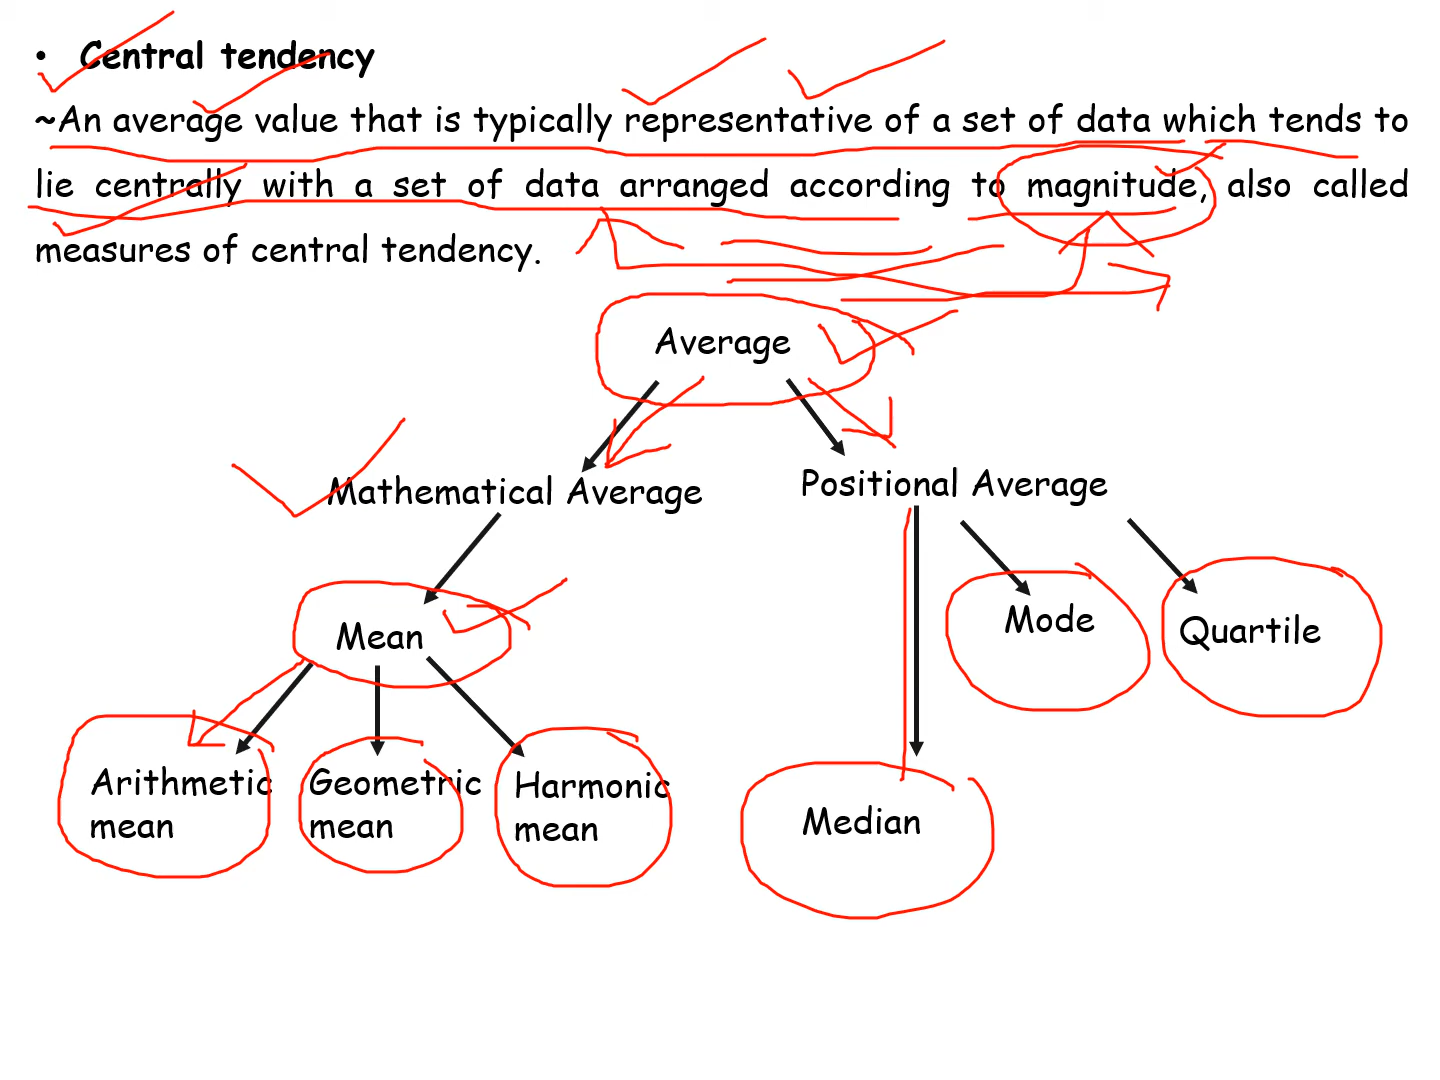 • Central tendency
~An average value that is typically representative of a set of data which tends to
lie centrally with a set of data arranged according to magnitude, also called
measures of central tendency.
Average
Mathematical Average
Positional Average
Mean
Mode
Quartile
Arithmetic
mean
Geometric
mean
Harmonic
mean
Median